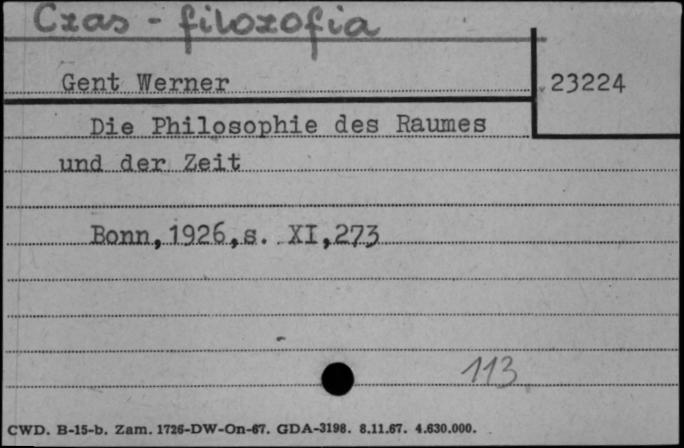 Czas - filozofia
Gent Werner 23224
Die Philosophie des Raumes
und der Zeit
Bonn,1926,s. XI,273
113
CWD. B-15-b. Zam. 1726-DW-On-67. GDA-3198. 8.11.67. 4.630.000.